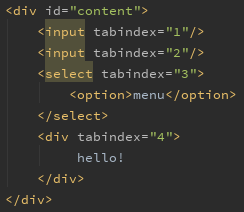 <div id="content">
    <input tabindex="1"/>
    <input tabindex="2"/>
    <select tabindex="3">
        <option>menu</option>
    </select>
    <div tabindex="4">
        hello!
    </div>
</div>